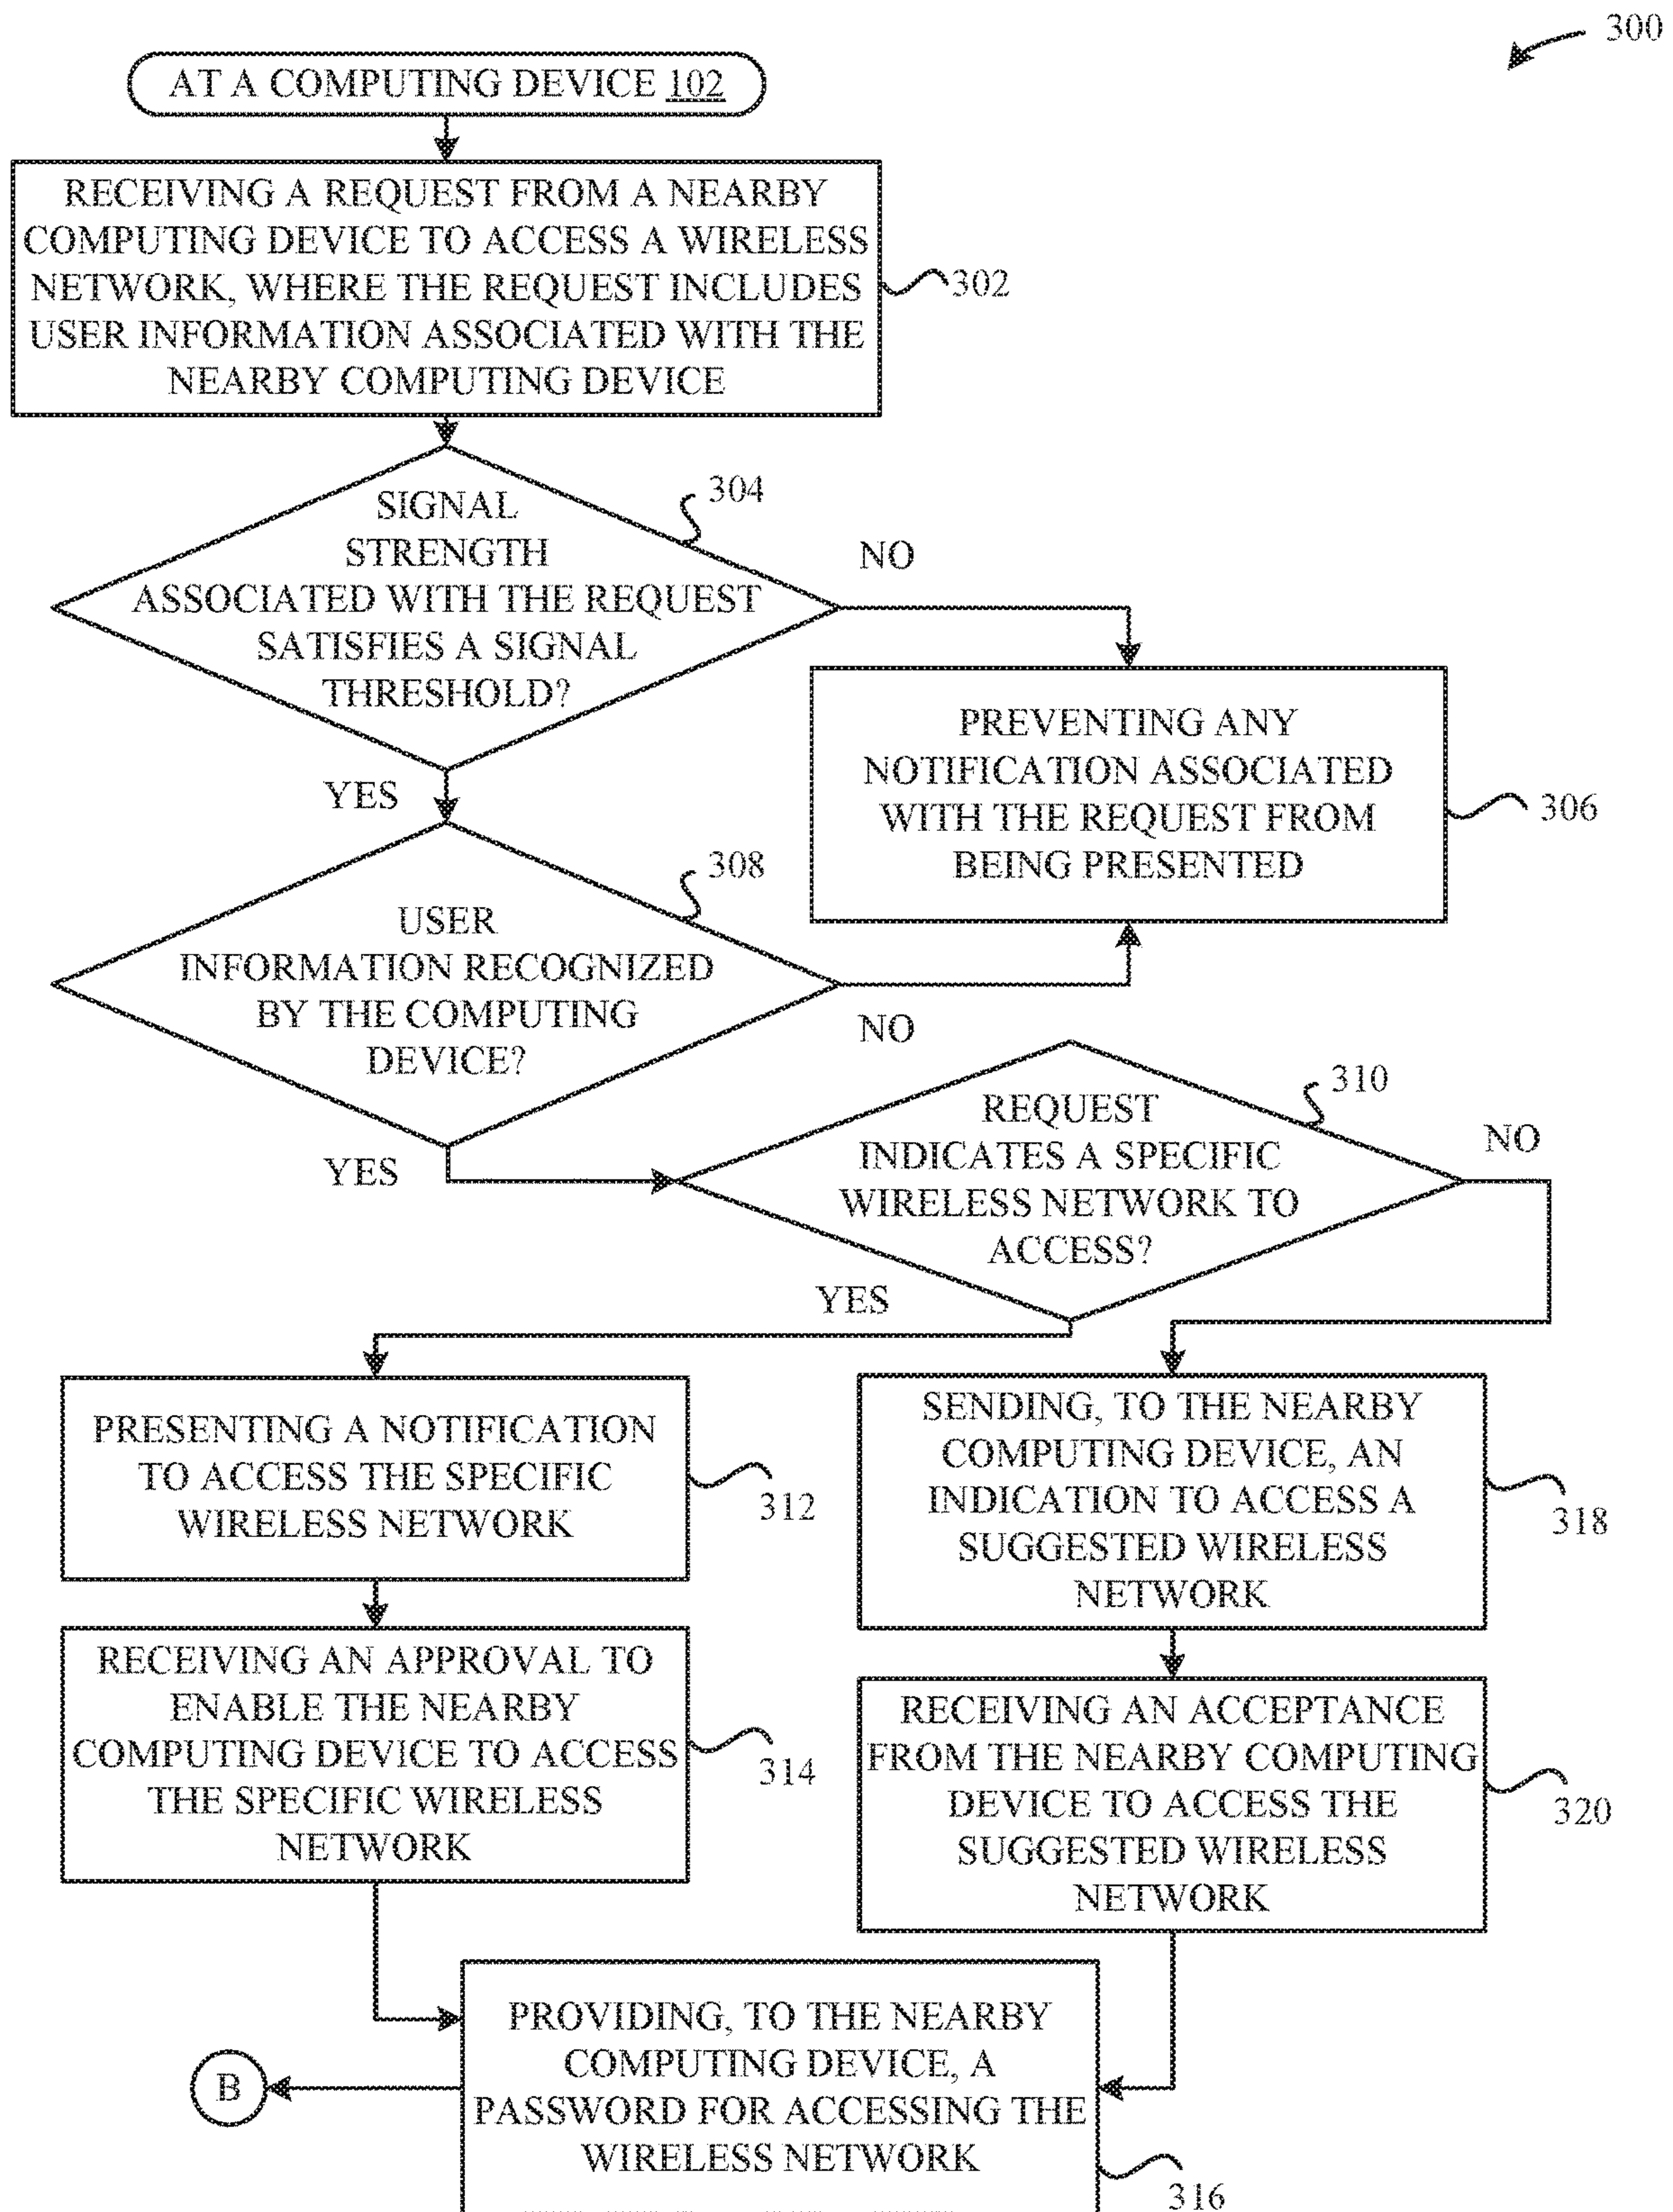 300
AT A COMPUTING DEVICE 102
RECEIVING A REQUEST FROM A NEARBY
COMPUTING DEVICE TO ACCESS A WIRELESS
NETWORK, WHERE THE REQUEST INCLUDES
USER INFORMATION ASSOCIATED WITH THE
NEARBY COMPUTING DEVICE
302
SIGNAL
STRENGTH
ASSOCIATED WITH THE REQUEST
SATISFIES A SIGNAL
THRESHOLD?
304
NO
YES
PREVENTING ANY
NOTIFICATION ASSOCIATED
WITH THE REQUEST FROM
BEING PRESENTED
306
USER
INFORMATION RECOGNIZED
BY THE COMPUTING
DEVICE?
308
NO
YES
REQUEST
INDICATES A SPECIFIC
WIRELESS NETWORK TO
ACCESS?
310
NO
YES
PRESENTING A NOTIFICATION
TO ACCESS THE SPECIFIC
WIRELESS NETWORK
312
SENDING, TO THE NEARBY
COMPUTING DEVICE, AN
INDICATION TO ACCESS A
SUGGESTED WIRELESS
NETWORK
318
RECEIVING AN APPROVAL TO
ENABLE THE NEARBY
COMPUTING DEVICE TO ACCESS
THE SPECIFIC WIRELESS
NETWORK
314
RECEIVING AN ACCEPTANCE
FROM THE NEARBY COMPUTING
DEVICE TO ACCESS THE
SUGGESTED WIRELESS
NETWORK
320
PROVIDING, TO THE NEARBY
COMPUTING DEVICE, A
PASSWORD FOR ACCESSING THE
WIRELESS NETWORK
316
B